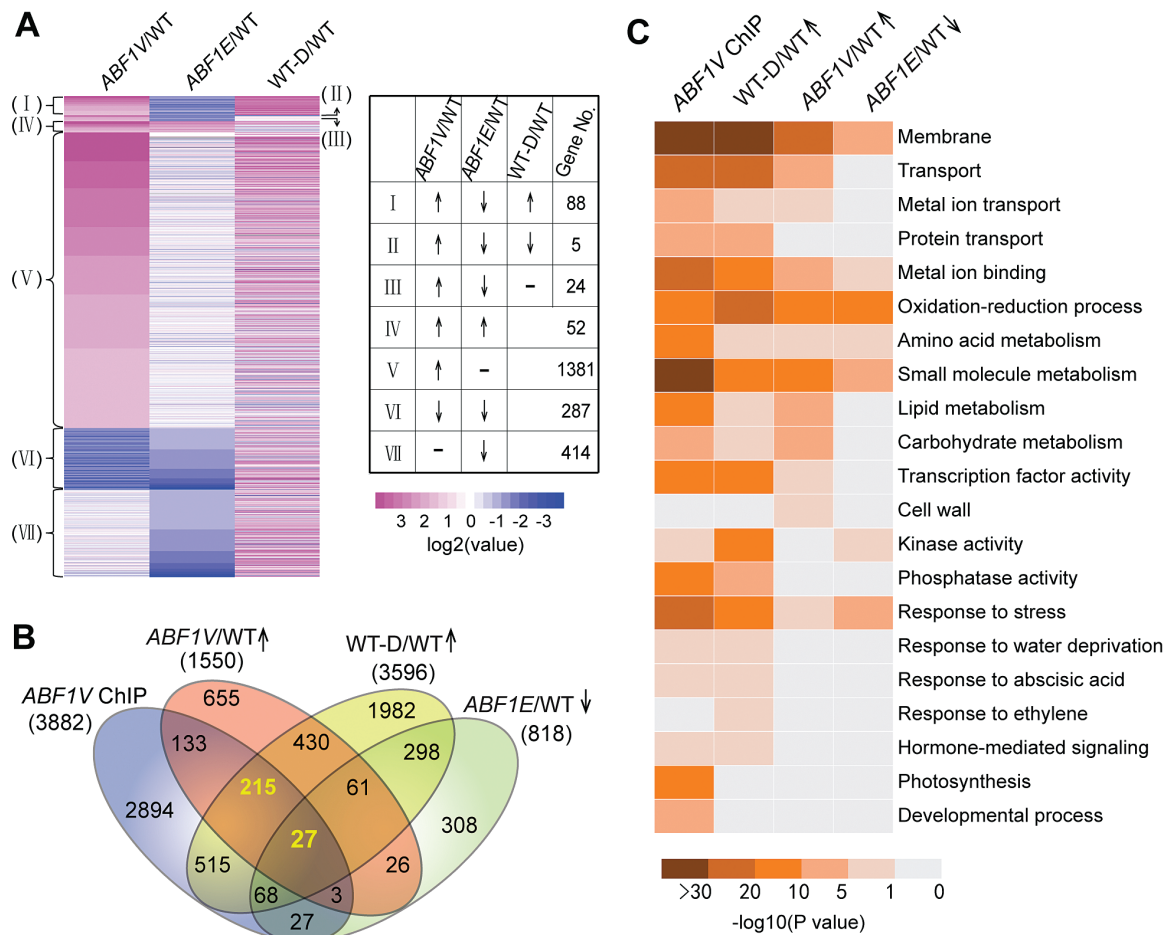 A
ABF1V/WT
ABF1E/WT
WT-D/WT
(I)
(II)
(IV)
(III)
(V)
(VI)
(VII)
ABF1V/WT ABF1E/WT WT-D/WT Gene No.
I ↑ ↓ ↑ 88
II ↑ ↓ ↓ 5
III ↑ ↓ - 24
IV ↑ ↑ 52
V ↑ - 1381
VI ↓ ↓ 287
VII - ↓ 414
3 2 1 0 -1 -2 -3
log2(value)
B
ABF1V/WT↑
(1550)
WT-D/WT↑
(3596)
ABF1V ChIP
(3882)
ABF1E/WT↓
(818)
655
1982
133
430
298
215
61
2894
27
308
515
26
68
3
27
C
ABF1V ChIP
WT-D/WT↑
ABF1V/WT↑
ABF1E/WT↓
Membrane
Transport
Metal ion transport
Protein transport
Metal ion binding
Oxidation-reduction process
Amino acid metabolism
Small molecule metabolism
Lipid metabolism
Carbohydrate metabolism
Transcription factor activity
Cell wall
Kinase activity
Phosphatase activity
Response to stress
Response to water deprivation
Response to abscisic acid
Response to ethylene
Hormone-mediated signaling
Photosynthesis
Developmental process
>30 20 10 5 1 0
-log10(P value)